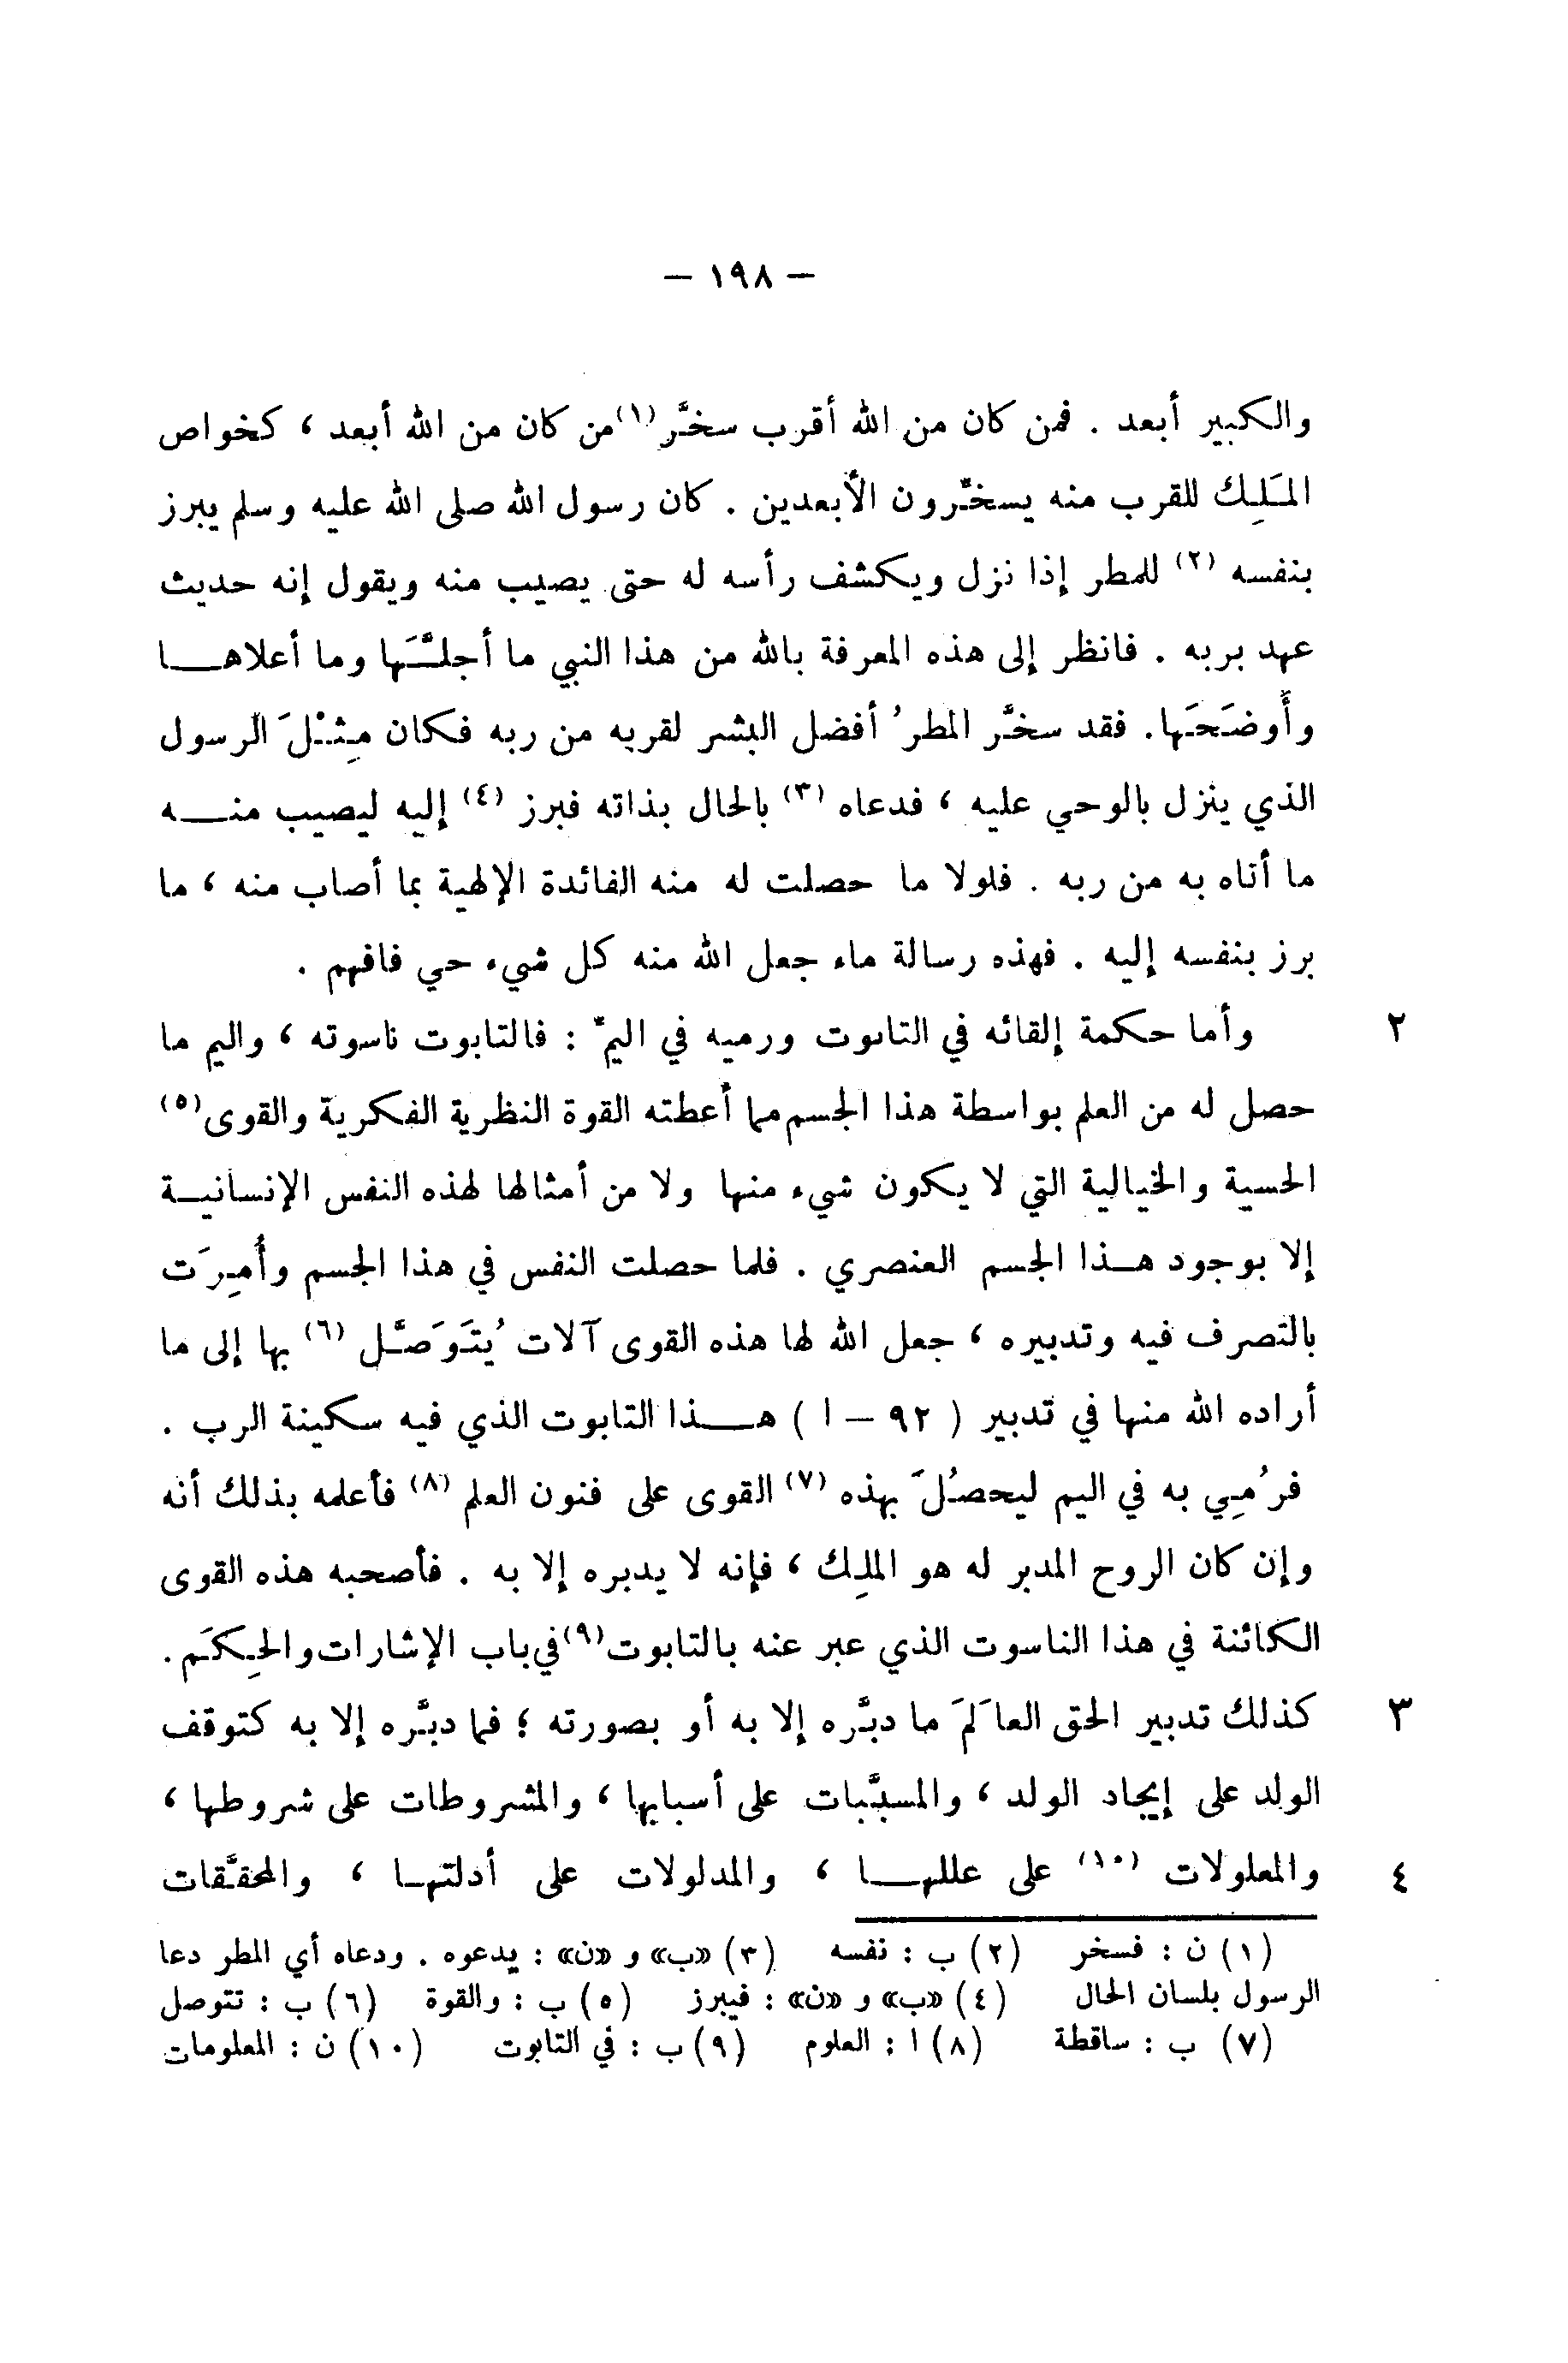 — ١٩٨ —
والكبير أبعد . فمن كان من الله أقرب سخَّر(١) من كان من الله أبعد ، كخواص
المَلِك للقرب منه يسخِّرون الأبعدين . كان رسول الله صلى الله عليه وسلم يبرز
بنفسه (٢) للمطر إذا نزل ويكشف رأسه له حتى يصيب منه ويقول إنه حديث
عهد بربه . فانظر إلى هذه المعرفة بالله من هذا النبي ما أجلَّها وما أعلاهـــا
وأَوضَحَها. فقد سخَّر المطرُ أفضل البشر لقربه من ربه فكان مِثْلَ الرسول
الذي ينزل بالوحي عليه ، فدعاه (٣) بالحال بذاته فبرز (٤) إليه ليصيب منـــه
ما أتاه به من ربه . فلولا ما حصلت له منه الفائدة الإلهية بما أصاب منه ، ما
برز بنفسه إليه . فهذه رسالة ماء جعل الله منه كل شيء حي فافهم .
٢ وأما حكمة إلقائه في التابوت ورميه في اليمّ : فالتابوت ناسوته ، واليم ما
حصل له من العلم بواسطة هذا الجسم مما أعطته القوة النظرية الفكرية والقوى(٥)
الحسية والخيالية التي لا يكون شيء منها ولا من أمثالها لهذه النفس الإنسانيـة
إلا بوجود هـذا الجسم العنصري . فلما حصلت النفس في هذا الجسم وأُمِرَت
بالتصرف فيه وتدبيره ، جعل الله لها هذه القوى آلات يُتَوَصَّل (٦) بها إلى ما
أراده الله منها في تدبير ( ٩٢ – ا ) هـــذا التابوت الذي فيه سكينة الرب .
فرُمِي به في اليم ليحصُلَ بهذه (٧) القوى على فنون العلم (٨) فأعلمه بذلك أنه
وإن كان الروح المدبر له هو الملِك ، فإنه لا يدبره إلا به . فأصحبه هذه القوى
الكائنة في هذا الناسوت الذي عبر عنه بالتابوت(٩) في باب الإشارات والحِكَم .
٣ كذلك تدبير الحق العالَمَ ما دبَّره إلا به أو بصورته ؛ فما دبَّره إلا به كتوقف
الولد على إيجاد الولد ، والمسبَّبات على أسبابها ، والمشروطات على شروطها ،
٤ والمعلولات (١٠) على عللهـــا ، والمدلولات على أدلتهـا ، والمحقَّقات
(١) ن : فسخر (٢) ب : نفسه (٣) «ب» و «ن» : يدعوه . ودعاه أي المطر دعا
الرسول بلسان الحال (٤) «ب» و «ن» : فيبرز (٥) ب : والقوة (٦) ب : تتوصل
(٧) ب : ساقطة (٨) ا : العلوم (٩) ب : في التابوت (١٠) ن : المعلومات